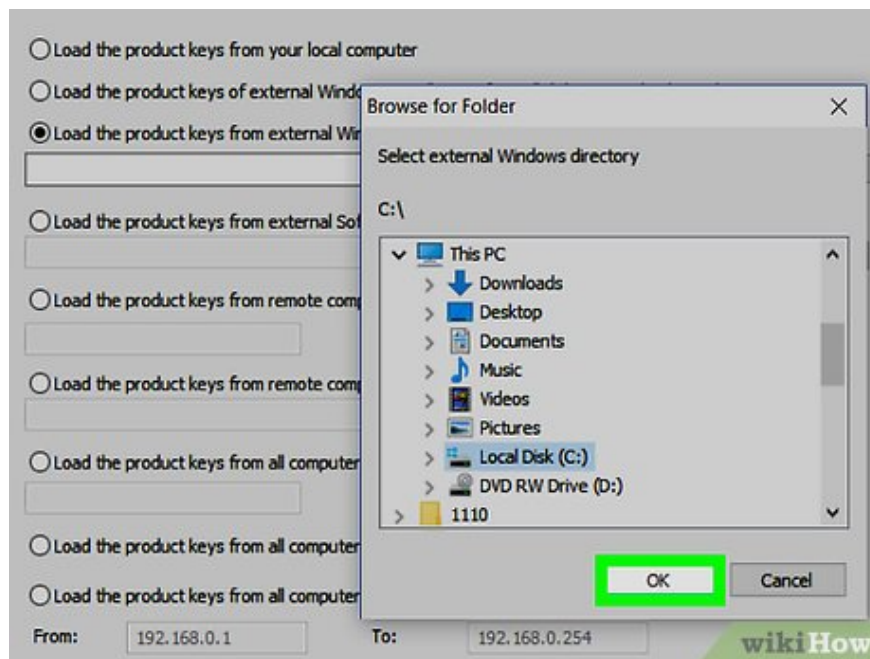 Load the product keys from your local computer
Load the product keys of external Windo
Load the product keys from external Wir
Browse for Folder
Select external Windows directory
C:\
Load the product keys from external Sof
This PC
Downloads
Desktop
Load the product keys from remote comp
Documents
Music
Load the product keys from remote comp
Videos
Pictures
Load the product keys from all computer
Local Disk (C:)
DVD RW Drive (D:)
1110
Load the product keys from all computer
OK Cancel
Load the product keys from all computer
From: 192.168.0.1 To: 192.168.0.254
wikiHow